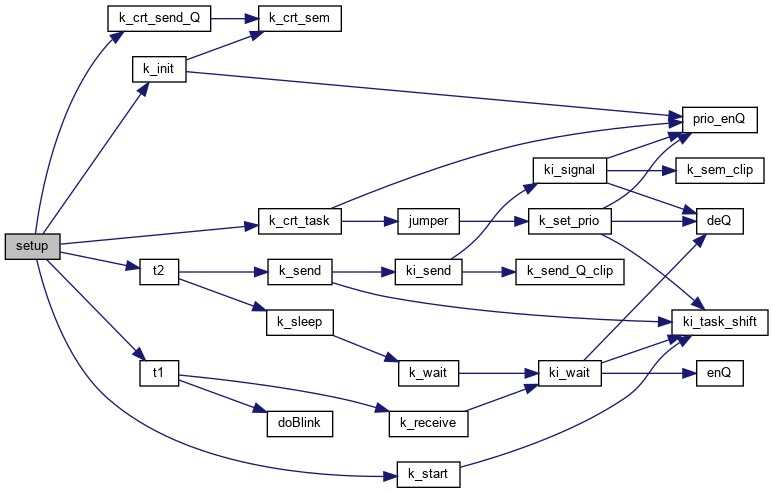 k_crt_send_Q
k_crt_sem
k_init
prio_enQ
ki_signal
k_sem_clip
k_crt_task
jumper
k_set_prio
deQ
setup
t2
k_send
ki_send
k_send_Q_clip
k_sleep
ki_task_shift
t1
k_wait
ki_wait
enQ
doBlink
k_receive
k_start